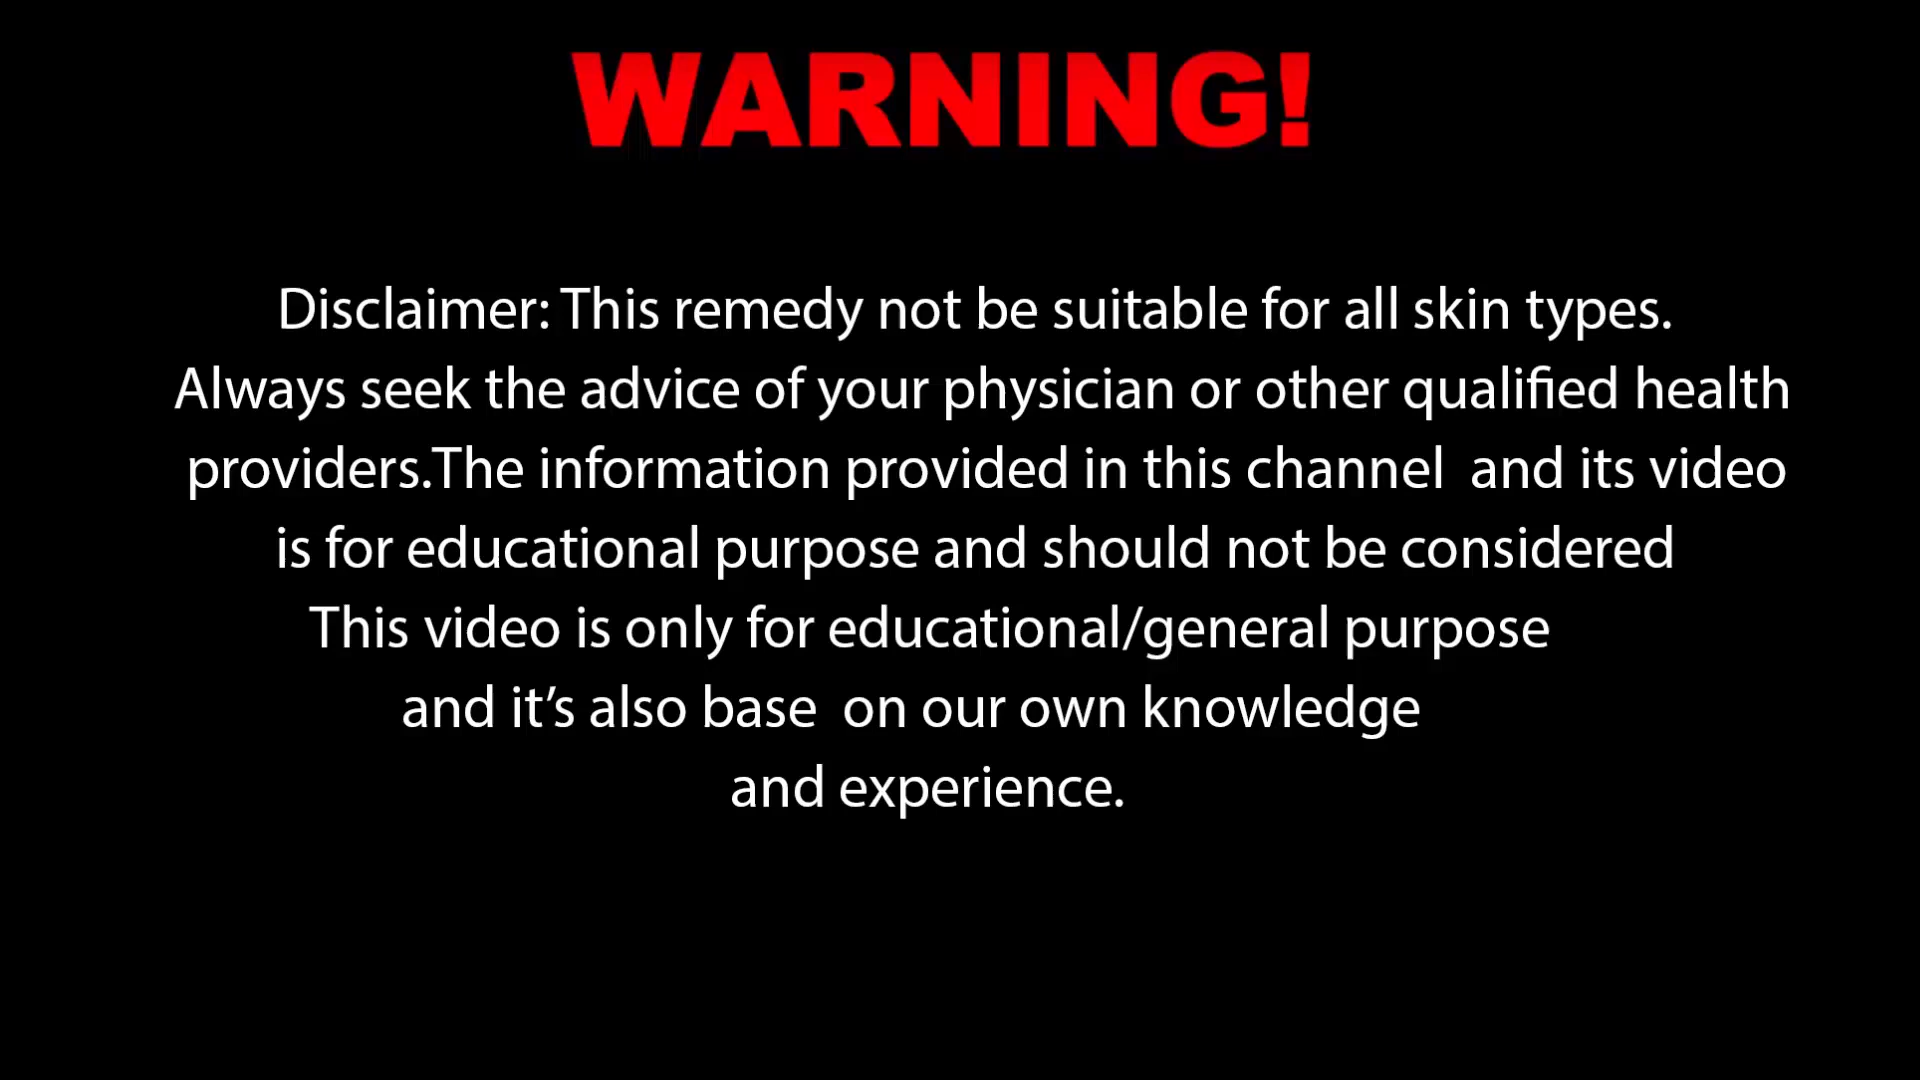 WARNING!
Disclaimer: This remedy not be suitable for all skin types.
Always seek the advice of your physician or other qualified health
providers.The information provided in this channel  and its video
is for educational purpose and should not be considered
This video is only for educational/general purpose
and it’s also base  on our own knowledge
and experience.